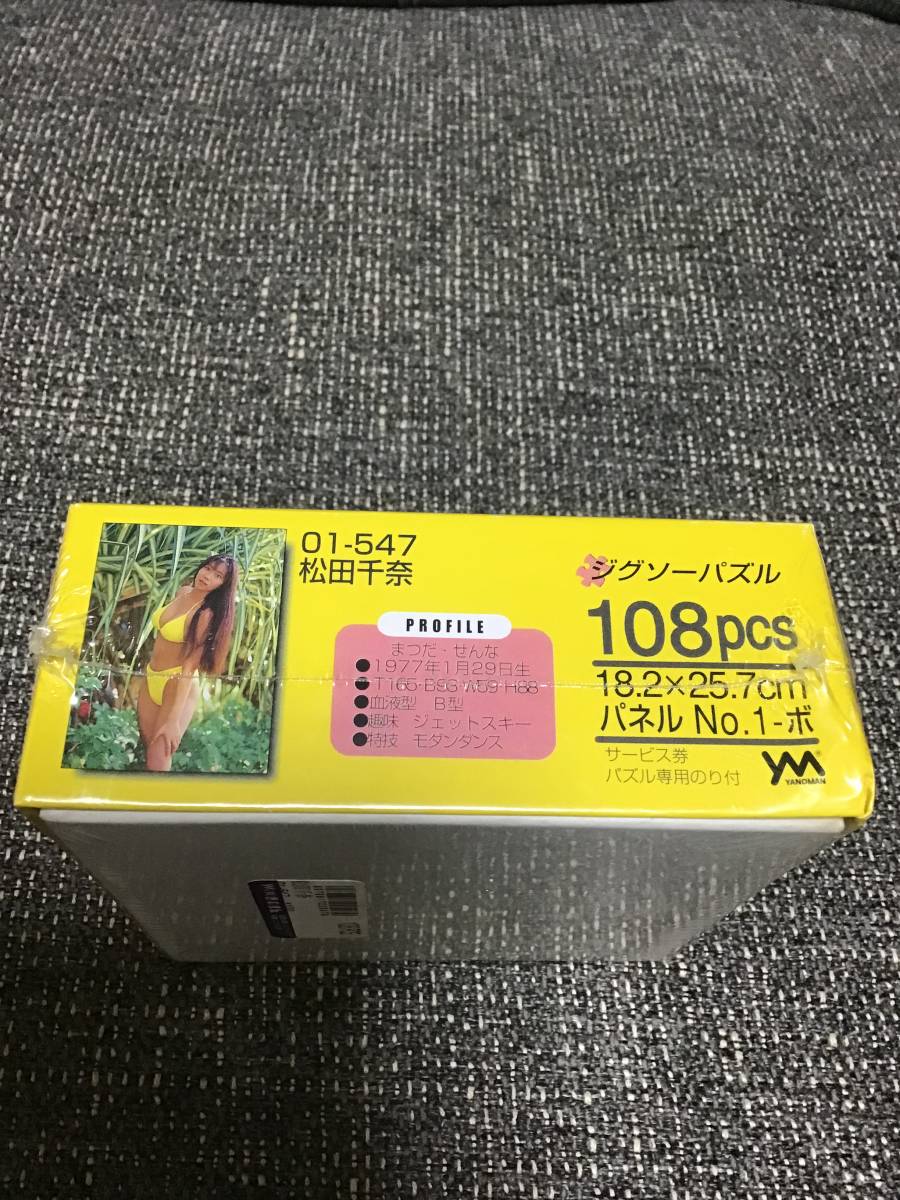 01-547
松田千奈
PROFILE
まつだ・せんな
●1977年1月29日生
●T165-B93-W59-H88
●血液型 B型
●趣味 ジェットスキー
●特技 モダンダンス
ジグソーパズル
108pcs
18.2×25.7cm
パネル No.1-ボ
サービス券
パズル専用のり付
YM
YANOMAN